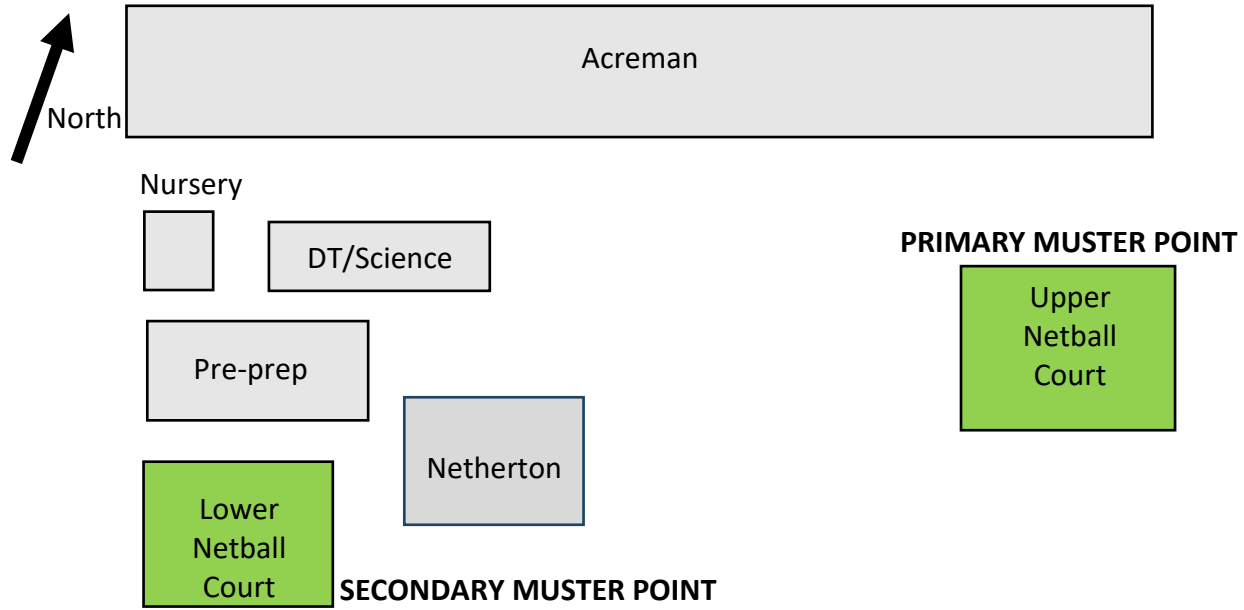 Acreman
North
Nursery
DT/Science
PRIMARY MUSTER POINT
Upper
Netball
Court
Pre-prep
Netherton
Lower
Netball
Court
SECONDARY MUSTER POINT